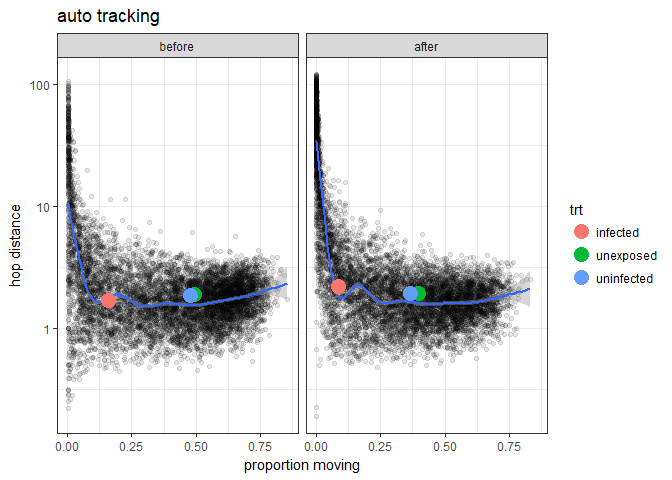 auto tracking
before
after
100
10
1
hop distance
0.00
0.25
0.50
0.75
0.00
0.25
0.50
0.75
proportion moving
trt
infected
unexposed
uninfected